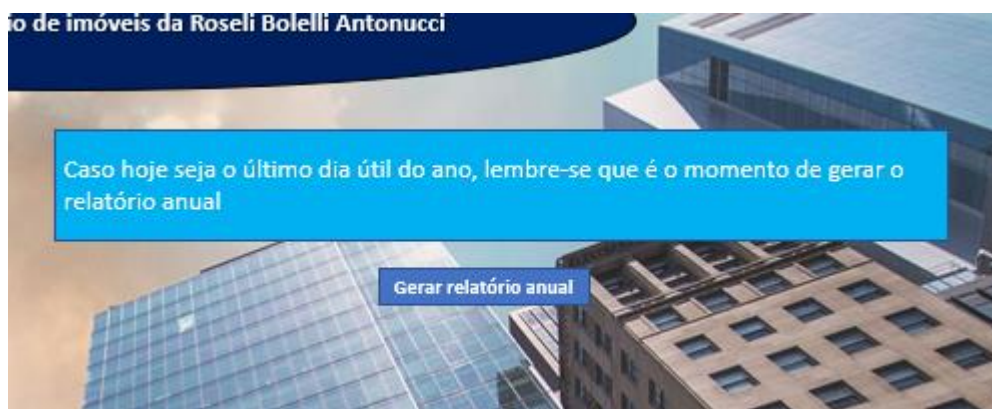 io de imóveis da Roseli Bolelli Antonucci
Caso hoje seja o último dia útil do ano, lembre-se que é o momento de gerar o
relatório anual
Gerar relatório anual